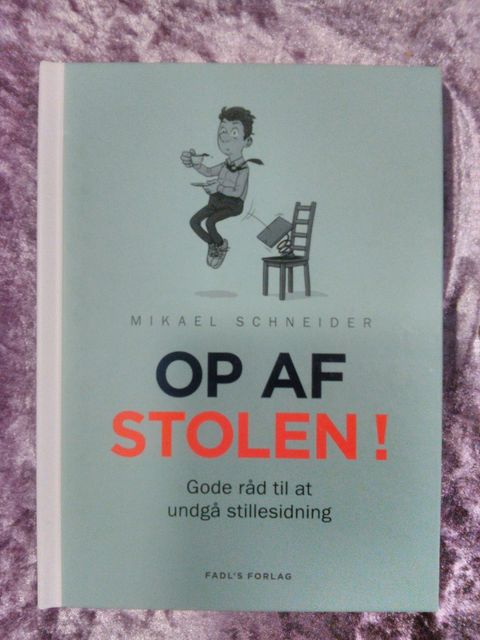 MIKAEL SCHNEIDER
OP AF
STOLEN!
Gode råd til at
undgå stillesidning
FADL'S FORLAG